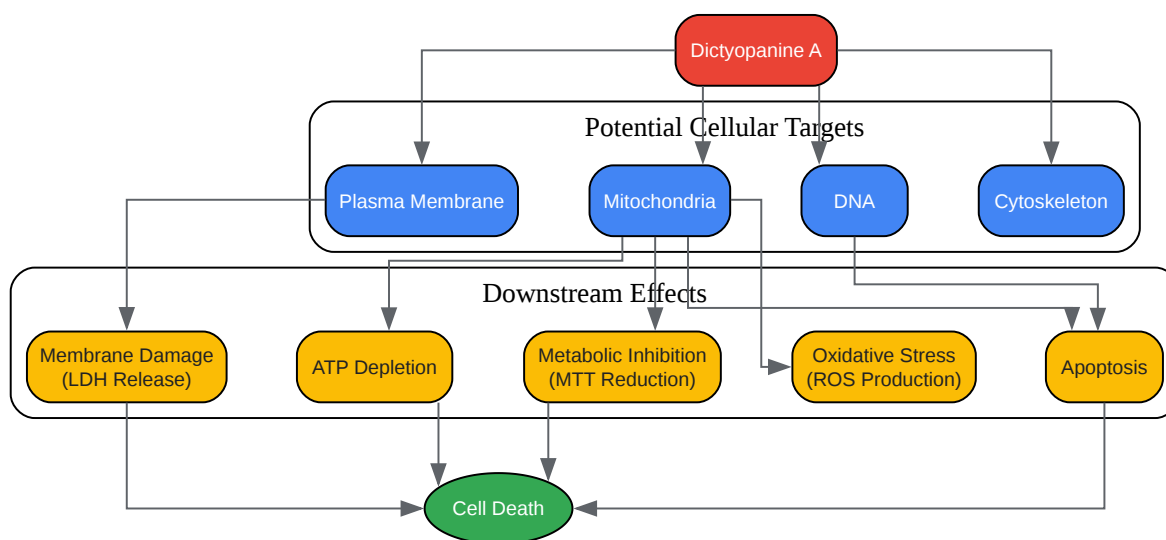 Dictyopanine A
Potential Cellular Targets
Plasma Membrane
Mitochondria
DNA
Cytoskeleton
Downstream Effects
Membrane Damage
(LDH Release)
ATP Depletion
Metabolic Inhibition
(MTT Reduction)
Oxidative Stress
(ROS Production)
Apoptosis
Cell Death